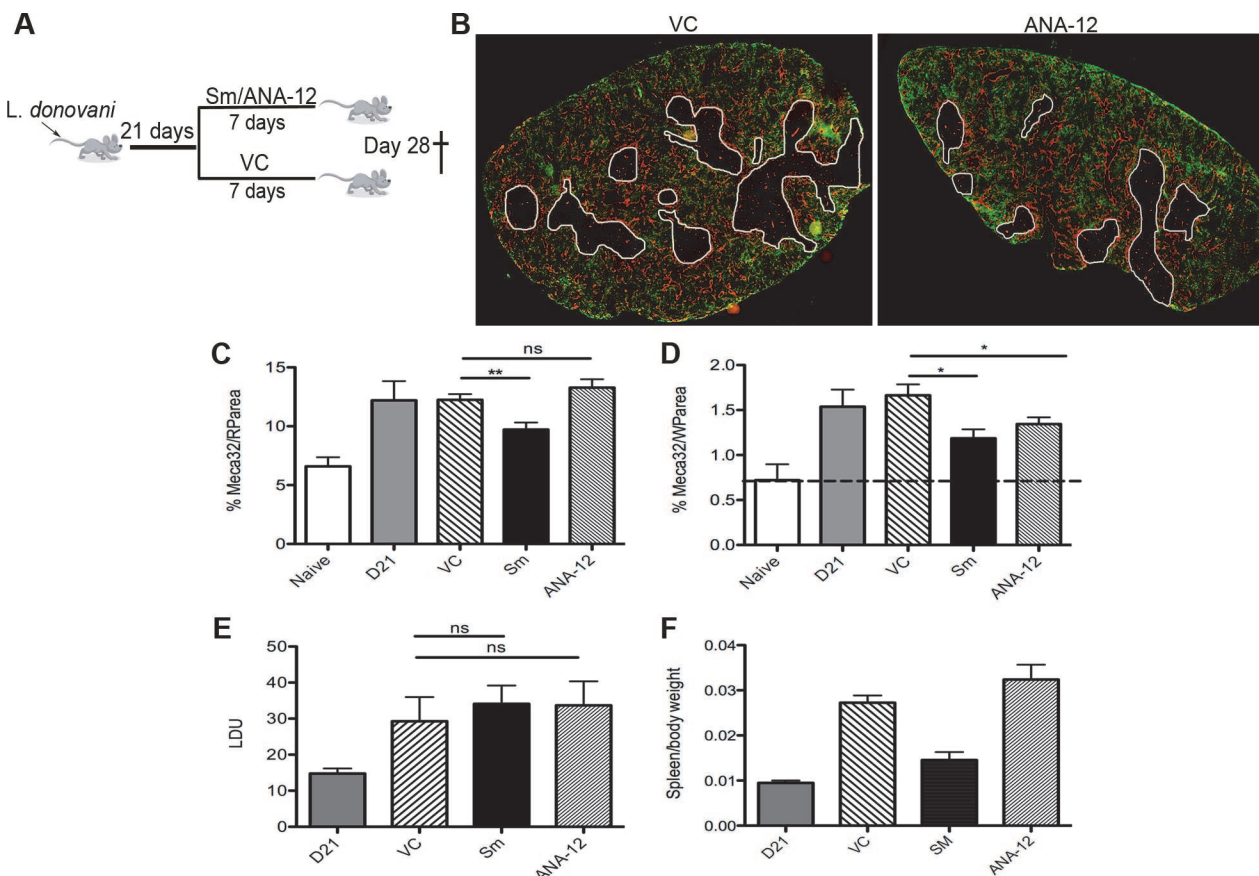 A
L. donovani
21 days
Sm/ANA-12
7 days
VC
7 days
Day 28
B
VC
ANA-12
C
% Meca32/RParea
15
10
5
0
ns
**
Naive
D21
VC
Sm
ANA-12
D
% Meca32/WParea
2.0
1.5
1.0
0.5
0.0
*
*
Naive
D21
VC
Sm
ANA-12
E
LDU
50
40
30
20
10
0
ns
ns
D21
VC
Sm
ANA-12
F
Spleen/body weight
0.04
0.03
0.02
0.01
0.00
D21
VC
SM
ANA-12